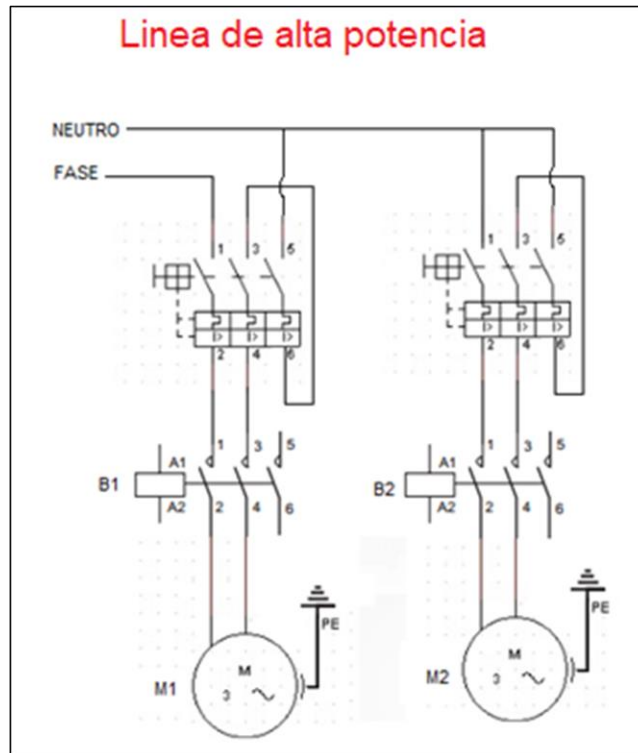 Linea de alta potencia
NEUTRO
FASE
1 3 5
1 3 5
I> I> I>
I> I> I>
2 4 6
2 4 6
1 3 5
1 3 5
B1 A1
B2 A1
A2 2 4 6
A2 2 4 6
PE
PE
M1 M 3
M2 M 3